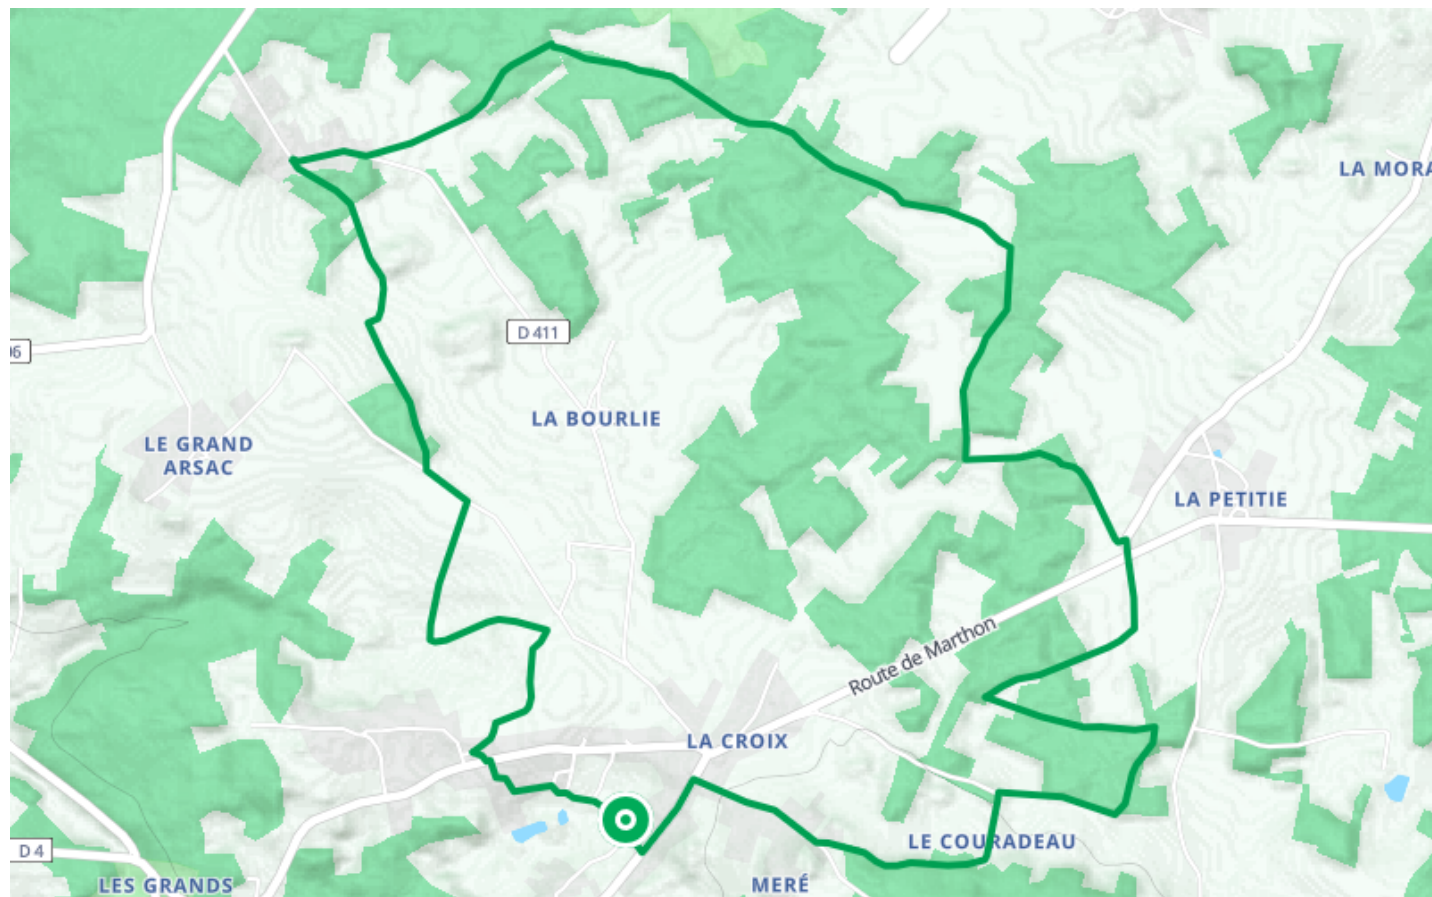 LA MORA
D 411
06
LA BOURLIE
LE GRAND
ARSAC
LA PETITIE
Route de Marthon
LA CROIX
LE COURADEAU
D 4
LES GRANDS
MERÉ